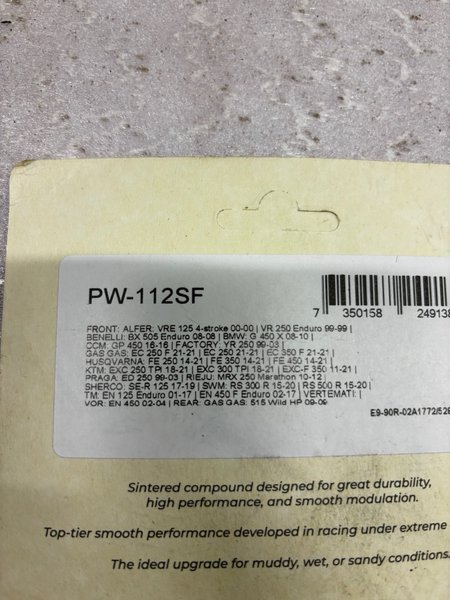 PW-112SF
7 350158 249138
FRONT: ALFER: VRE 125 4-stroke 00-00 | VR 250 Enduro 99-99 |
BENELLI: BX 505 Enduro 08-08 | BMW: G 450 X 08-10 |
CCM: GP 450 16-16 | FACTORY: YR 250 99-03 |
GAS GAS: EC 250 F 21-21 | EC 250 21-21 | EC 350 F 21-21 |
HUSQVARNA: FE 250 14-21 | FE 350 14-21 | FE 450 14-21 |
KTM: EXC 250 TPI 18-21 | EXC 300 TPI 18-21 | EXC-F 350 11-21 |
PRAGA: ED 250 99-03 | RIEJU: MRX 250 Marathon 10-12 |
SHERCO: SE-R 125 17-19 | SWM: RS 300 R 15-20 | RS 500 R 15-20 |
TM: EN 125 Enduro 01-17 | EN 450 F Enduro 02-17 | VERTEMATI: |
VOR: EN 450 02-04 | REAR: GAS GAS: 515 Wild HP 09-09
E9-90R-02A1772/528
Sintered compound designed for great durability,
high performance, and smooth modulation.
Top-tier smooth performance developed in racing under extreme
The ideal upgrade for muddy, wet, or sandy conditions.